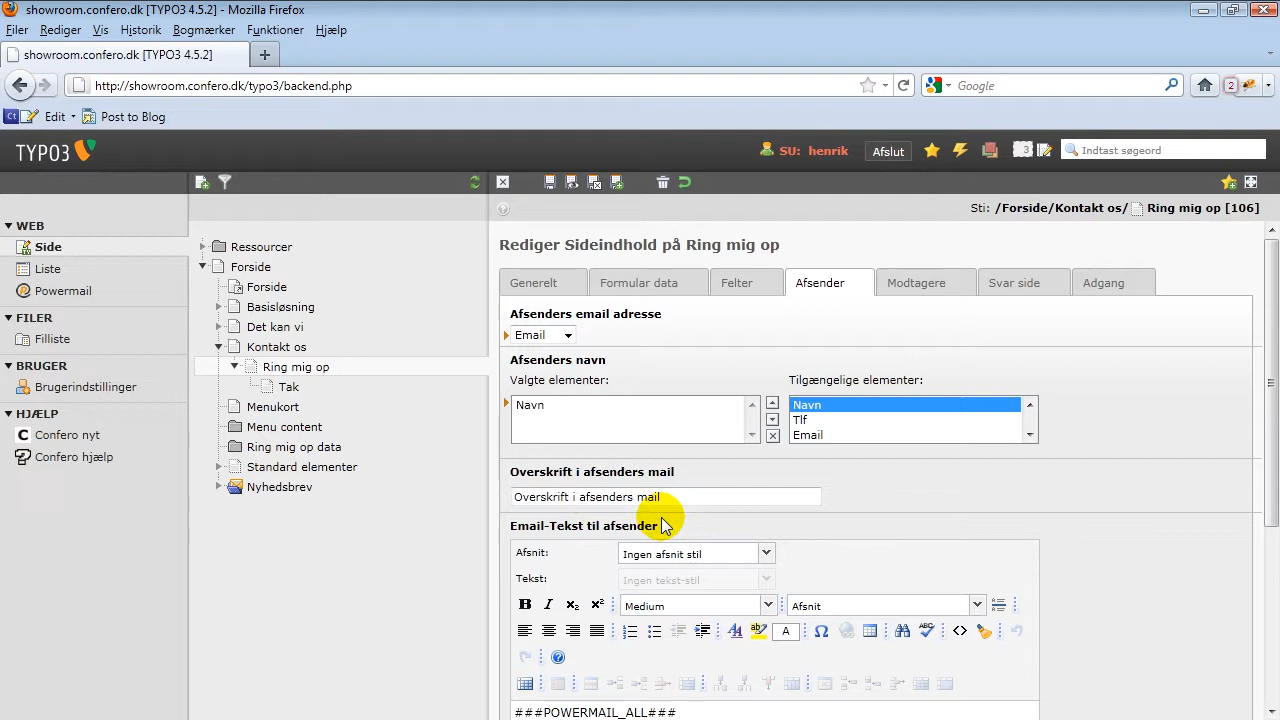 showroom.confero.dk [TYPO3 4.5.2] - Mozilla Firefox
Filer Rediger Vis Historik Bogmærker Funktioner Hjælp
showroom.confero.dk [TYPO3 4.5.2]
http://showroom.confero.dk/typo3/backend.php
Google
2
Ct Edit Post to Blog
TYPO3
SU: henrik
Afslut
3
Indtast søgeord
Sti: /Forside/Kontakt os/ Ring mig op [106]
WEB
Side
Liste
Powermail
FILER
Filliste
BRUGER
Brugerindstillinger
HJÆLP
C Confero nyt
Confero hjælp
Ressourcer
Forside
Forside
Basisløsning
Det kan vi
Kontakt os
Ring mig op
Tak
Menukort
Menu content
Ring mig op data
Standard elementer
Nyhedsbrev
Rediger Sideindhold på Ring mig op
Generelt Formular data Felter Afsender Modtagere Svar side Adgang
Afsenders email adresse
Email
Afsenders navn
Valgte elementer: Tilgængelige elementer:
Navn
Navn
Tlf
Email
Overskrift i afsenders mail
Overskrift i afsenders mail
Email-Tekst til afsender
Afsnit: Ingen afsnit stil
Tekst: Ingen tekst-stil
B I x₂ x² Medium Afsnit
###POWERMAIL_ALL###